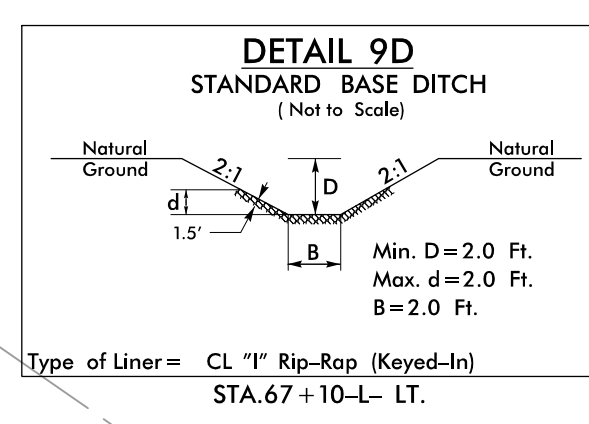 DETAIL 9D
STANDARD BASE DITCH
( Not to Scale)
Natural
Ground
2:1
D
2:1
Natural
Ground
d
1.5'
B
Min. D=2.0 Ft.
Max. d=2.0 Ft.
B=2.0 Ft.
Type of Liner= CL "I" Rip-Rap (Keyed-In)
STA.67+10-L- LT.